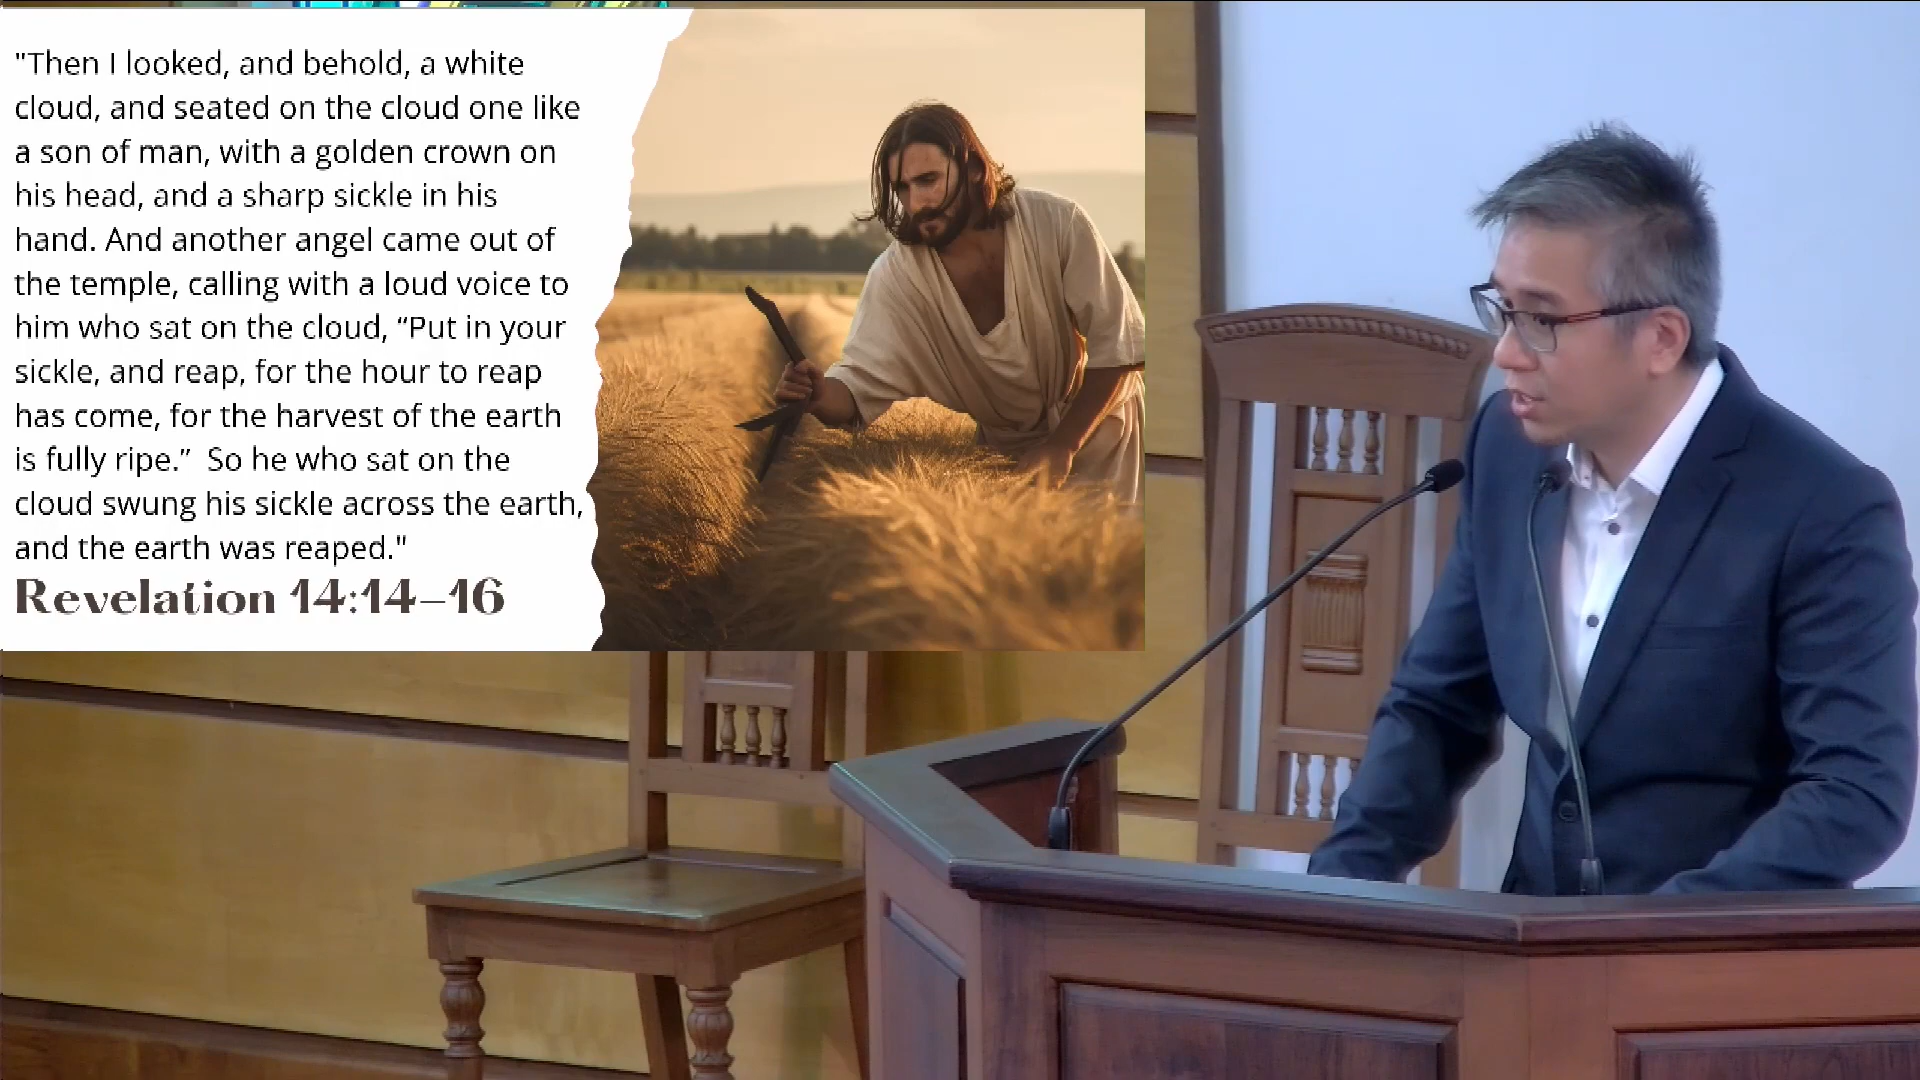 "Then I looked, and behold, a white
cloud, and seated on the cloud one like
a son of man, with a golden crown on
his head, and a sharp sickle in his
hand. And another angel came out of
the temple, calling with a loud voice to
him who sat on the cloud, “Put in your
sickle, and reap, for the hour to reap
has come, for the harvest of the earth
is fully ripe.”  So he who sat on the
cloud swung his sickle across the earth,
and the earth was reaped."
Revelation 14:14–16